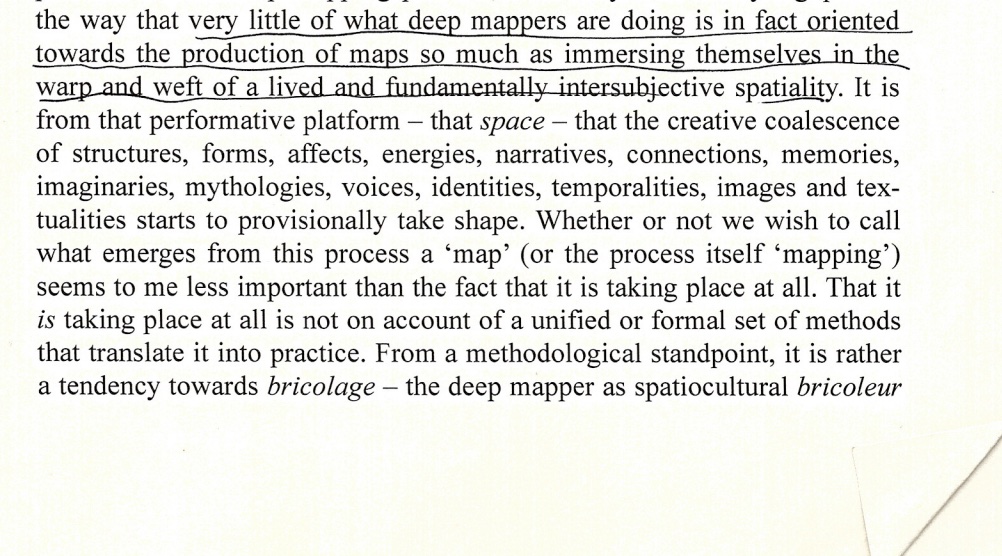 the way that very little of what deep mappers are doing is in fact oriented
towards the production of maps so much as immersing themselves in the
warp and weft of a lived and fundamentally intersubjective spatiality. It is
from that performative platform – that space – that the creative coalescence
of structures, forms, affects, energies, narratives, connections, memories,
imaginaries, mythologies, voices, identities, temporalities, images and tex-
tualities starts to provisionally take shape. Whether or not we wish to call
what emerges from this process a ‘map’ (or the process itself ‘mapping’)
seems to me less important than the fact that it is taking place at all. That it
is taking place at all is not on account of a unified or formal set of methods
that translate it into practice. From a methodological standpoint, it is rather
a tendency towards bricolage – the deep mapper as spatiocultural bricoleur